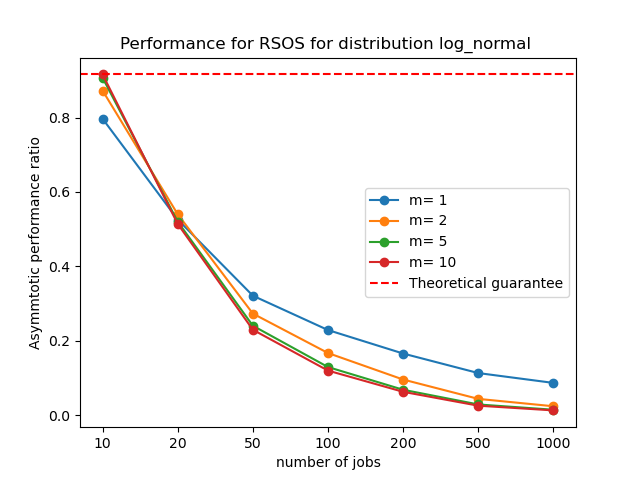 Performance for RSOS for distribution log_normal
Asymmtotic performance ratio
0.8
0.6
0.4
0.2
0.0
m= 1
m= 2
m= 5
m= 10
Theoretical guarantee
10 20 50 100 200 500 1000
number of jobs